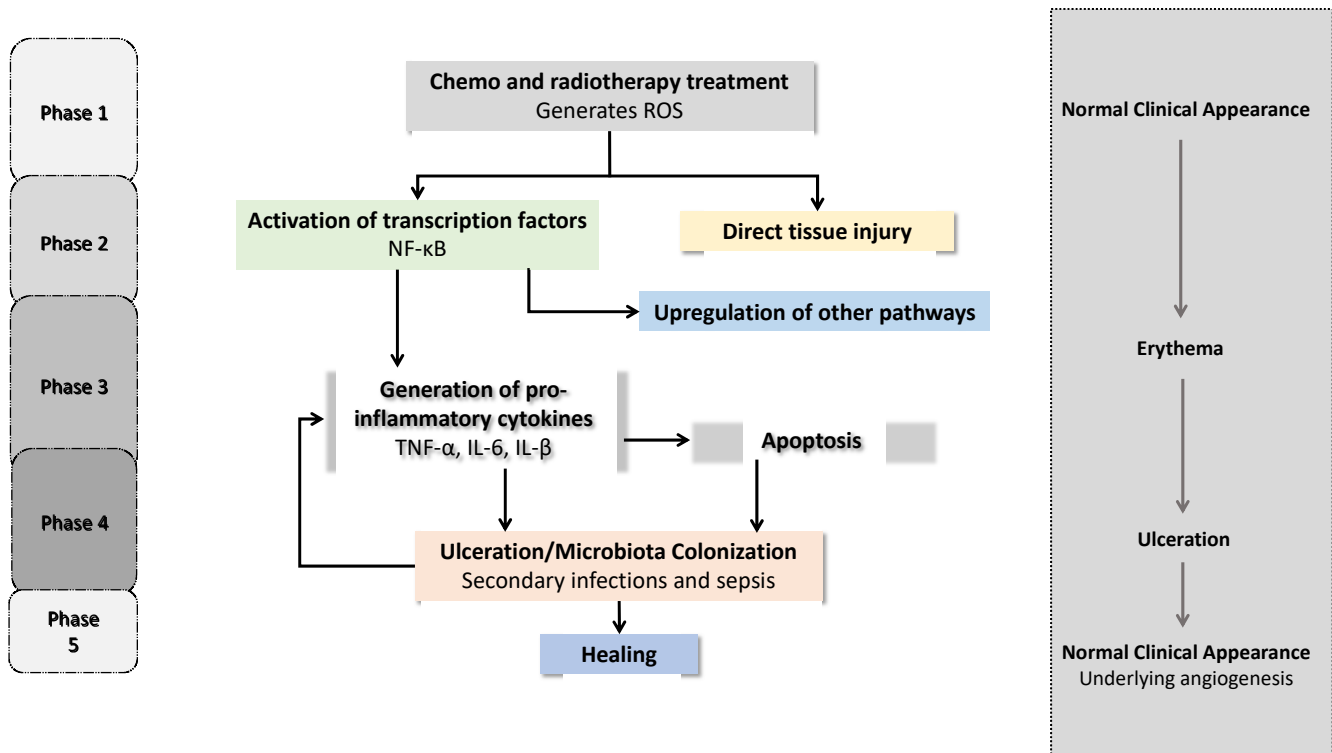 Phase 1
Chemo and radiotherapy treatment
Generates ROS
Normal Clinical Appearance
Phase 2
Activation of transcription factors
NF-κB
Direct tissue injury
Upregulation of other pathways
Erythema
Phase 3
Generation of pro-
inflammatory cytokines
TNF-α, IL-6, IL-β
Apoptosis
Phase 4
Ulceration/Microbiota Colonization
Secondary infections and sepsis
Ulceration
Phase
5
Healing
Normal Clinical Appearance
Underlying angiogenesis